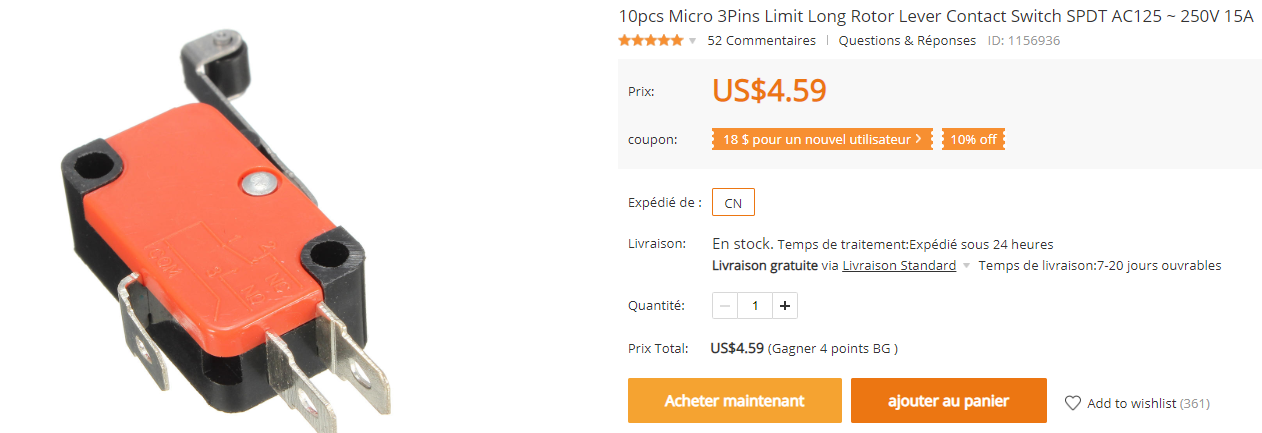 10pcs Micro 3Pins Limit Long Rotor Lever Contact Switch SPDT AC125 ~ 250V 15A
52 Commentaires | Questions & Réponses ID: 1156936
Prix: US$4.59
coupon: 18 $ pour un nouvel utilisateur > 10% off
Expédié de : CN
Livraison: En stock. Temps de traitement:Expédié sous 24 heures
Livraison gratuite via Livraison Standard Temps de livraison:7-20 jours ouvrables
Quantité: − 1 +
Prix Total: US$4.59 (Gagner 4 points BG )
Acheter maintenant ajouter au panier Add to wishlist (361)
1 2 NC
3 NO